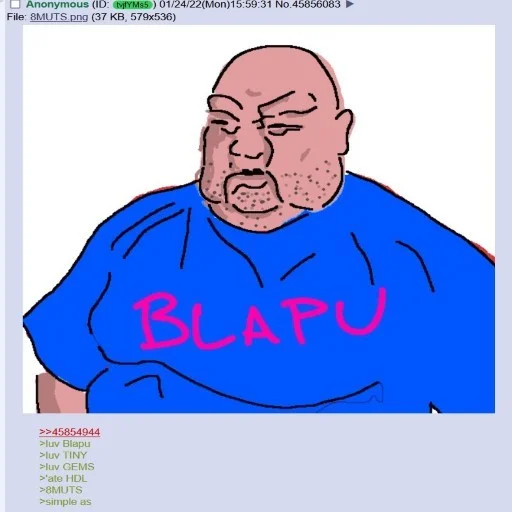 Anonymous (ID: tvjfYMs5) 01/24/22(Mon)15:59:31 No.45856083
File: 8MUTS.png (37 KB, 579x536)
BLAPU
>>45854944
>luv Blapu
>luv TINY
>luv GEMS
>'ate HDL
>8MUTS
>simple as